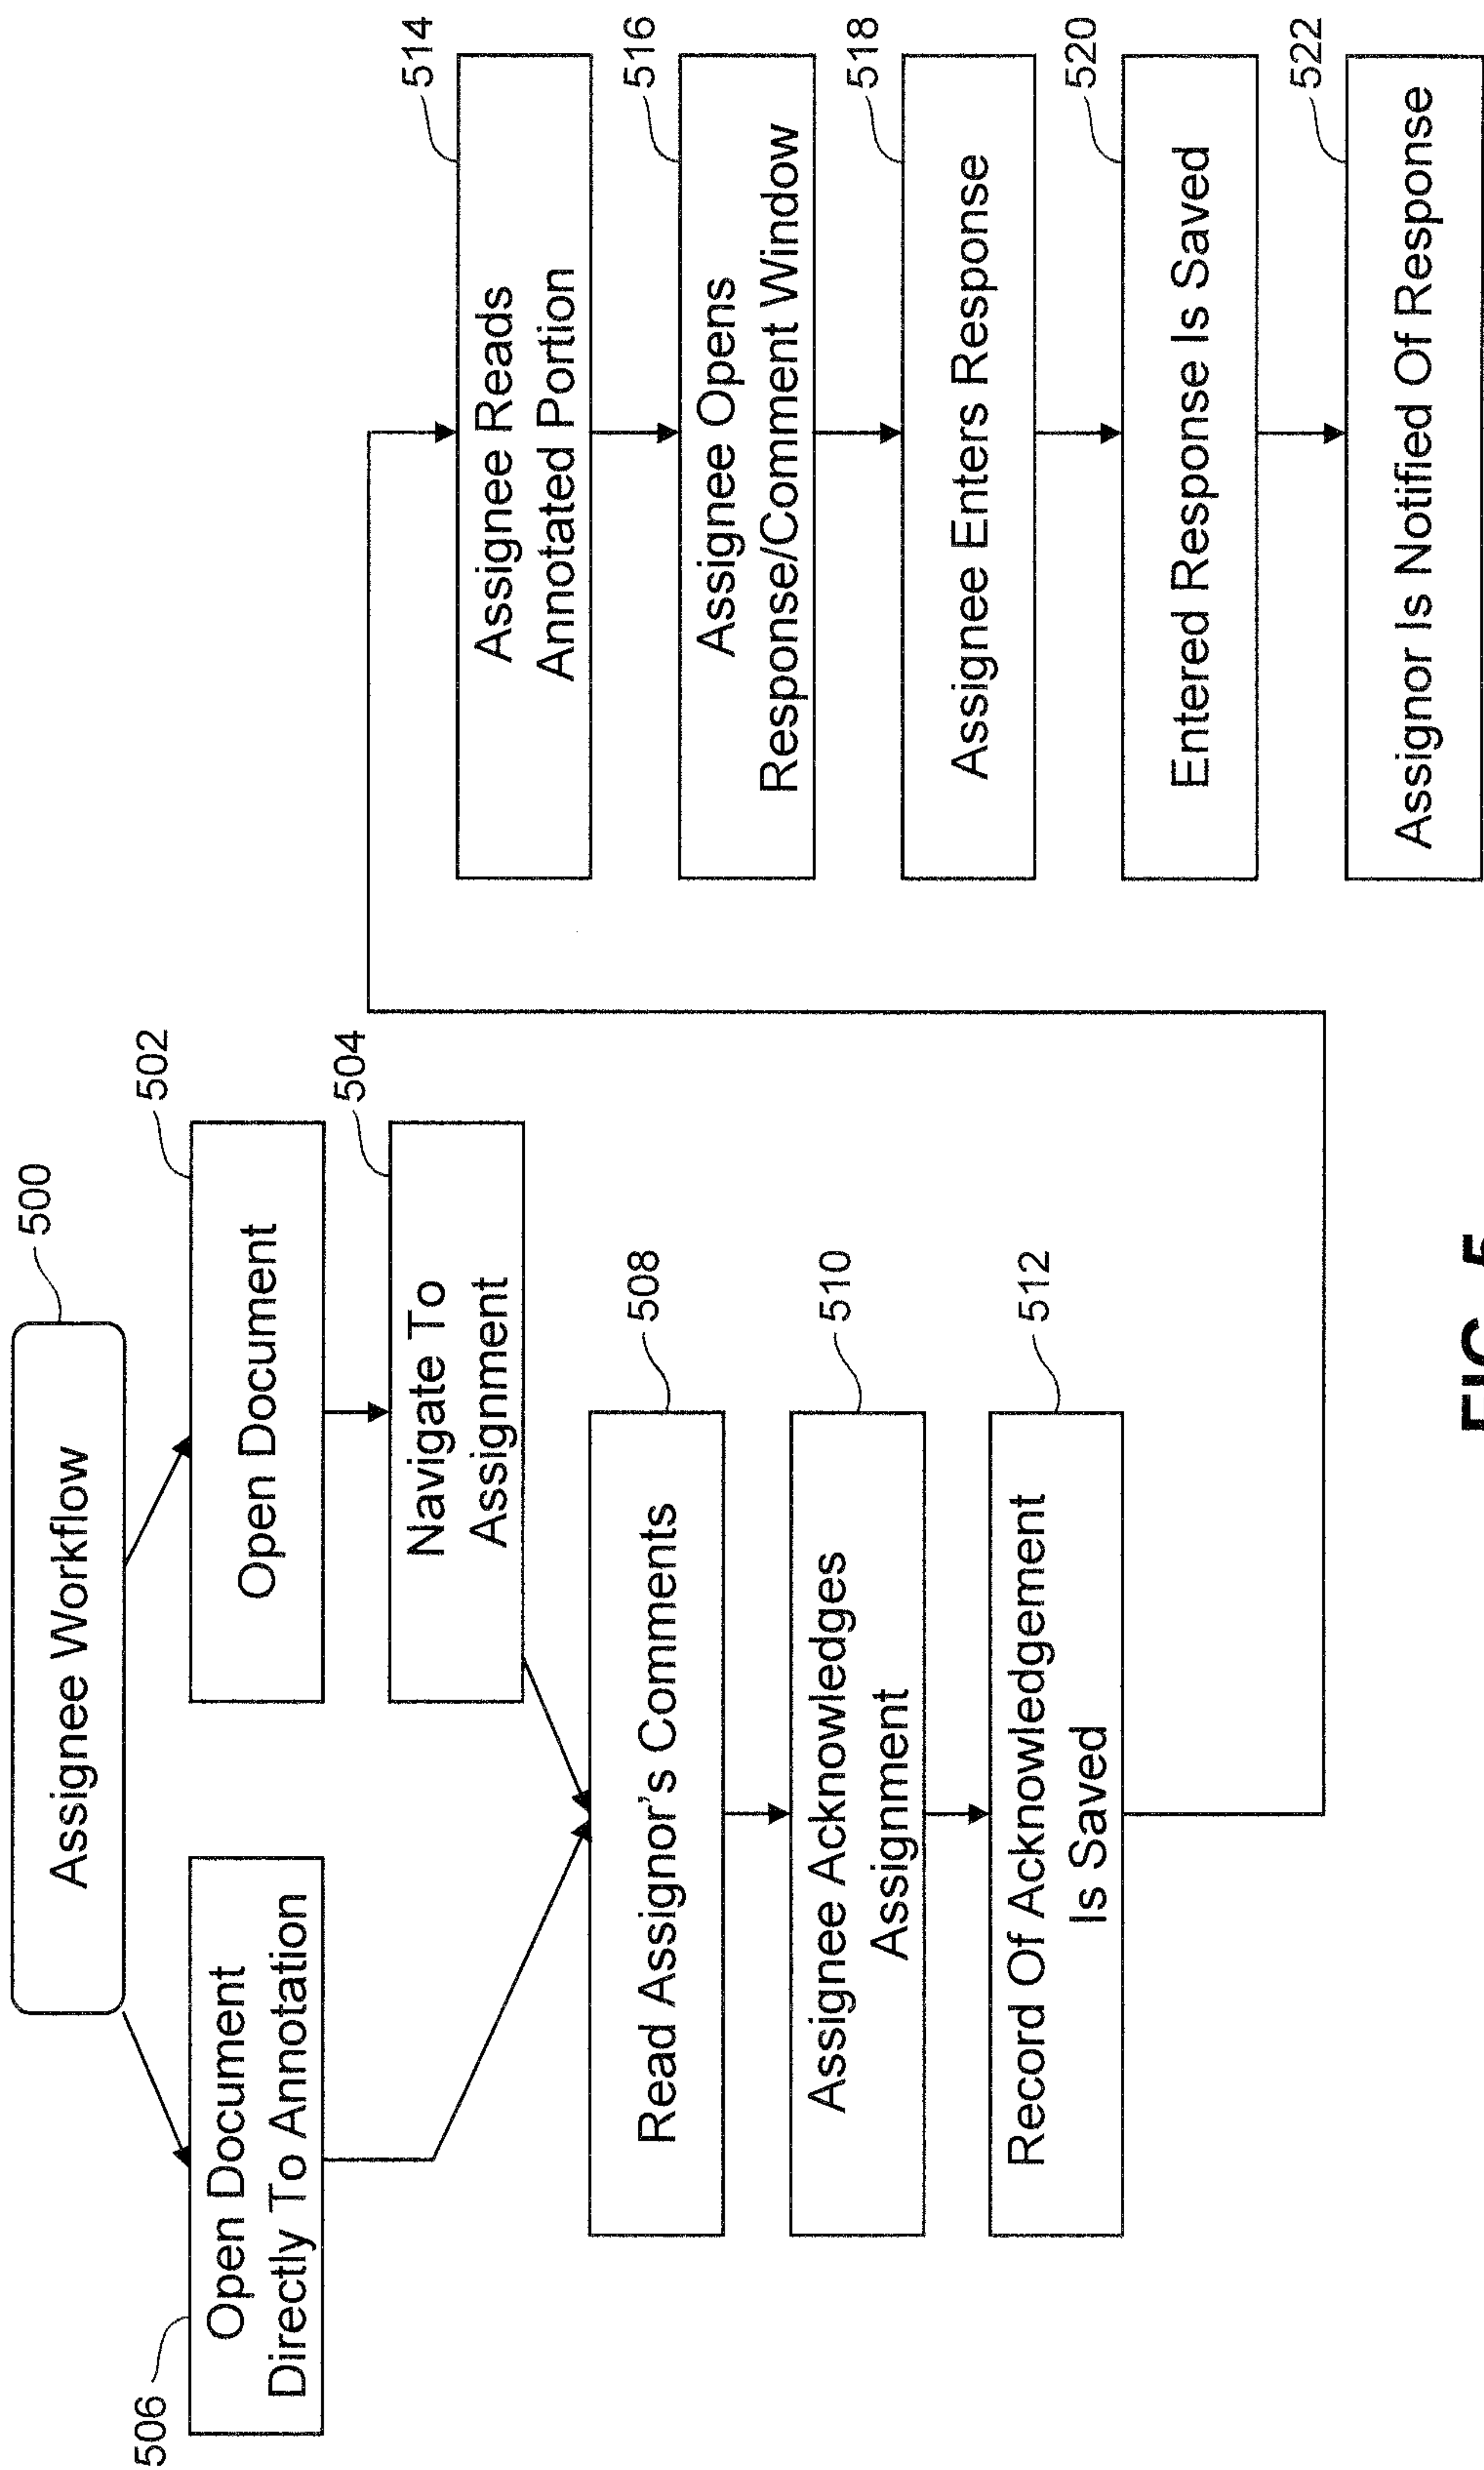 500
Assignee Workflow
506
Open Document
Directly To Annotation
502
Open Document
504
Navigate To
Assignment
508
Read Assignor's Comments
510
Assignee Acknowledges
Assignment
512
Record Of Acknowledgement
Is Saved
514
Assignee Reads
Annotated Portion
516
Assignee Opens
Response/Comment Window
518
Assignee Enters Response
520
Entered Response Is Saved
522
Assignor Is Notified Of Response